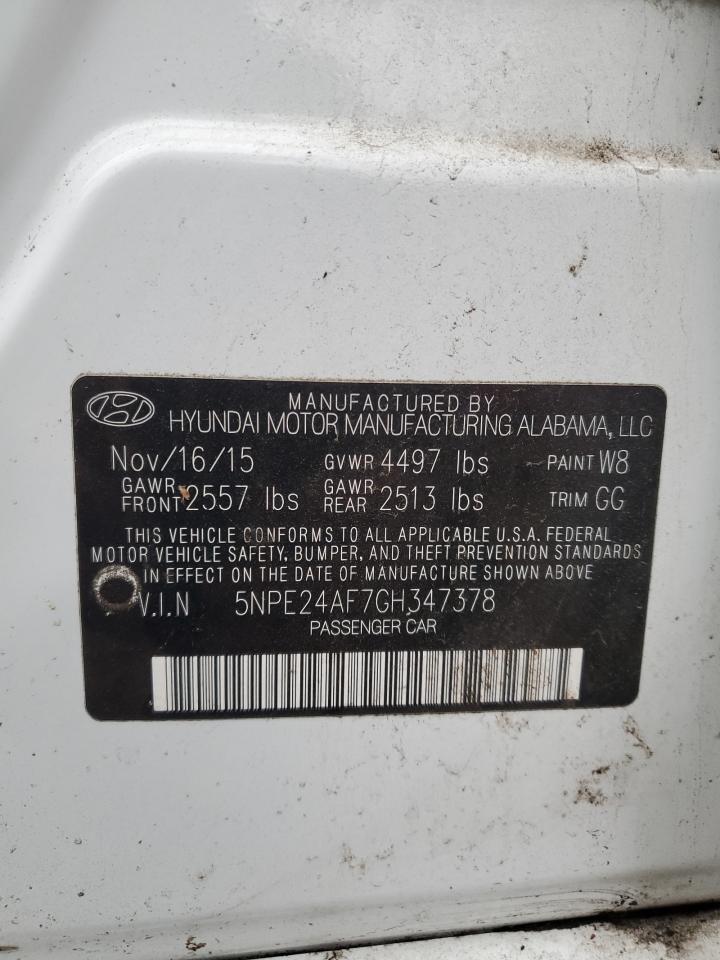 MANUFACTURED BY
HYUNDAI MOTOR MANUFACTURING ALABAMA, LLC
Nov/16/15 GVWR 4497 lbs PAINT W8
GAWR FRONT 2557 lbs GAWR REAR 2513 lbs TRIM GG
THIS VEHICLE CONFORMS TO ALL APPLICABLE U.S.A. FEDERAL
MOTOR VEHICLE SAFETY, BUMPER, AND THEFT PREVENTION STANDARDS
IN EFFECT ON THE DATE OF MANUFACTURE SHOWN ABOVE
V.I.N 5NPE24AF7GH347378
PASSENGER CAR